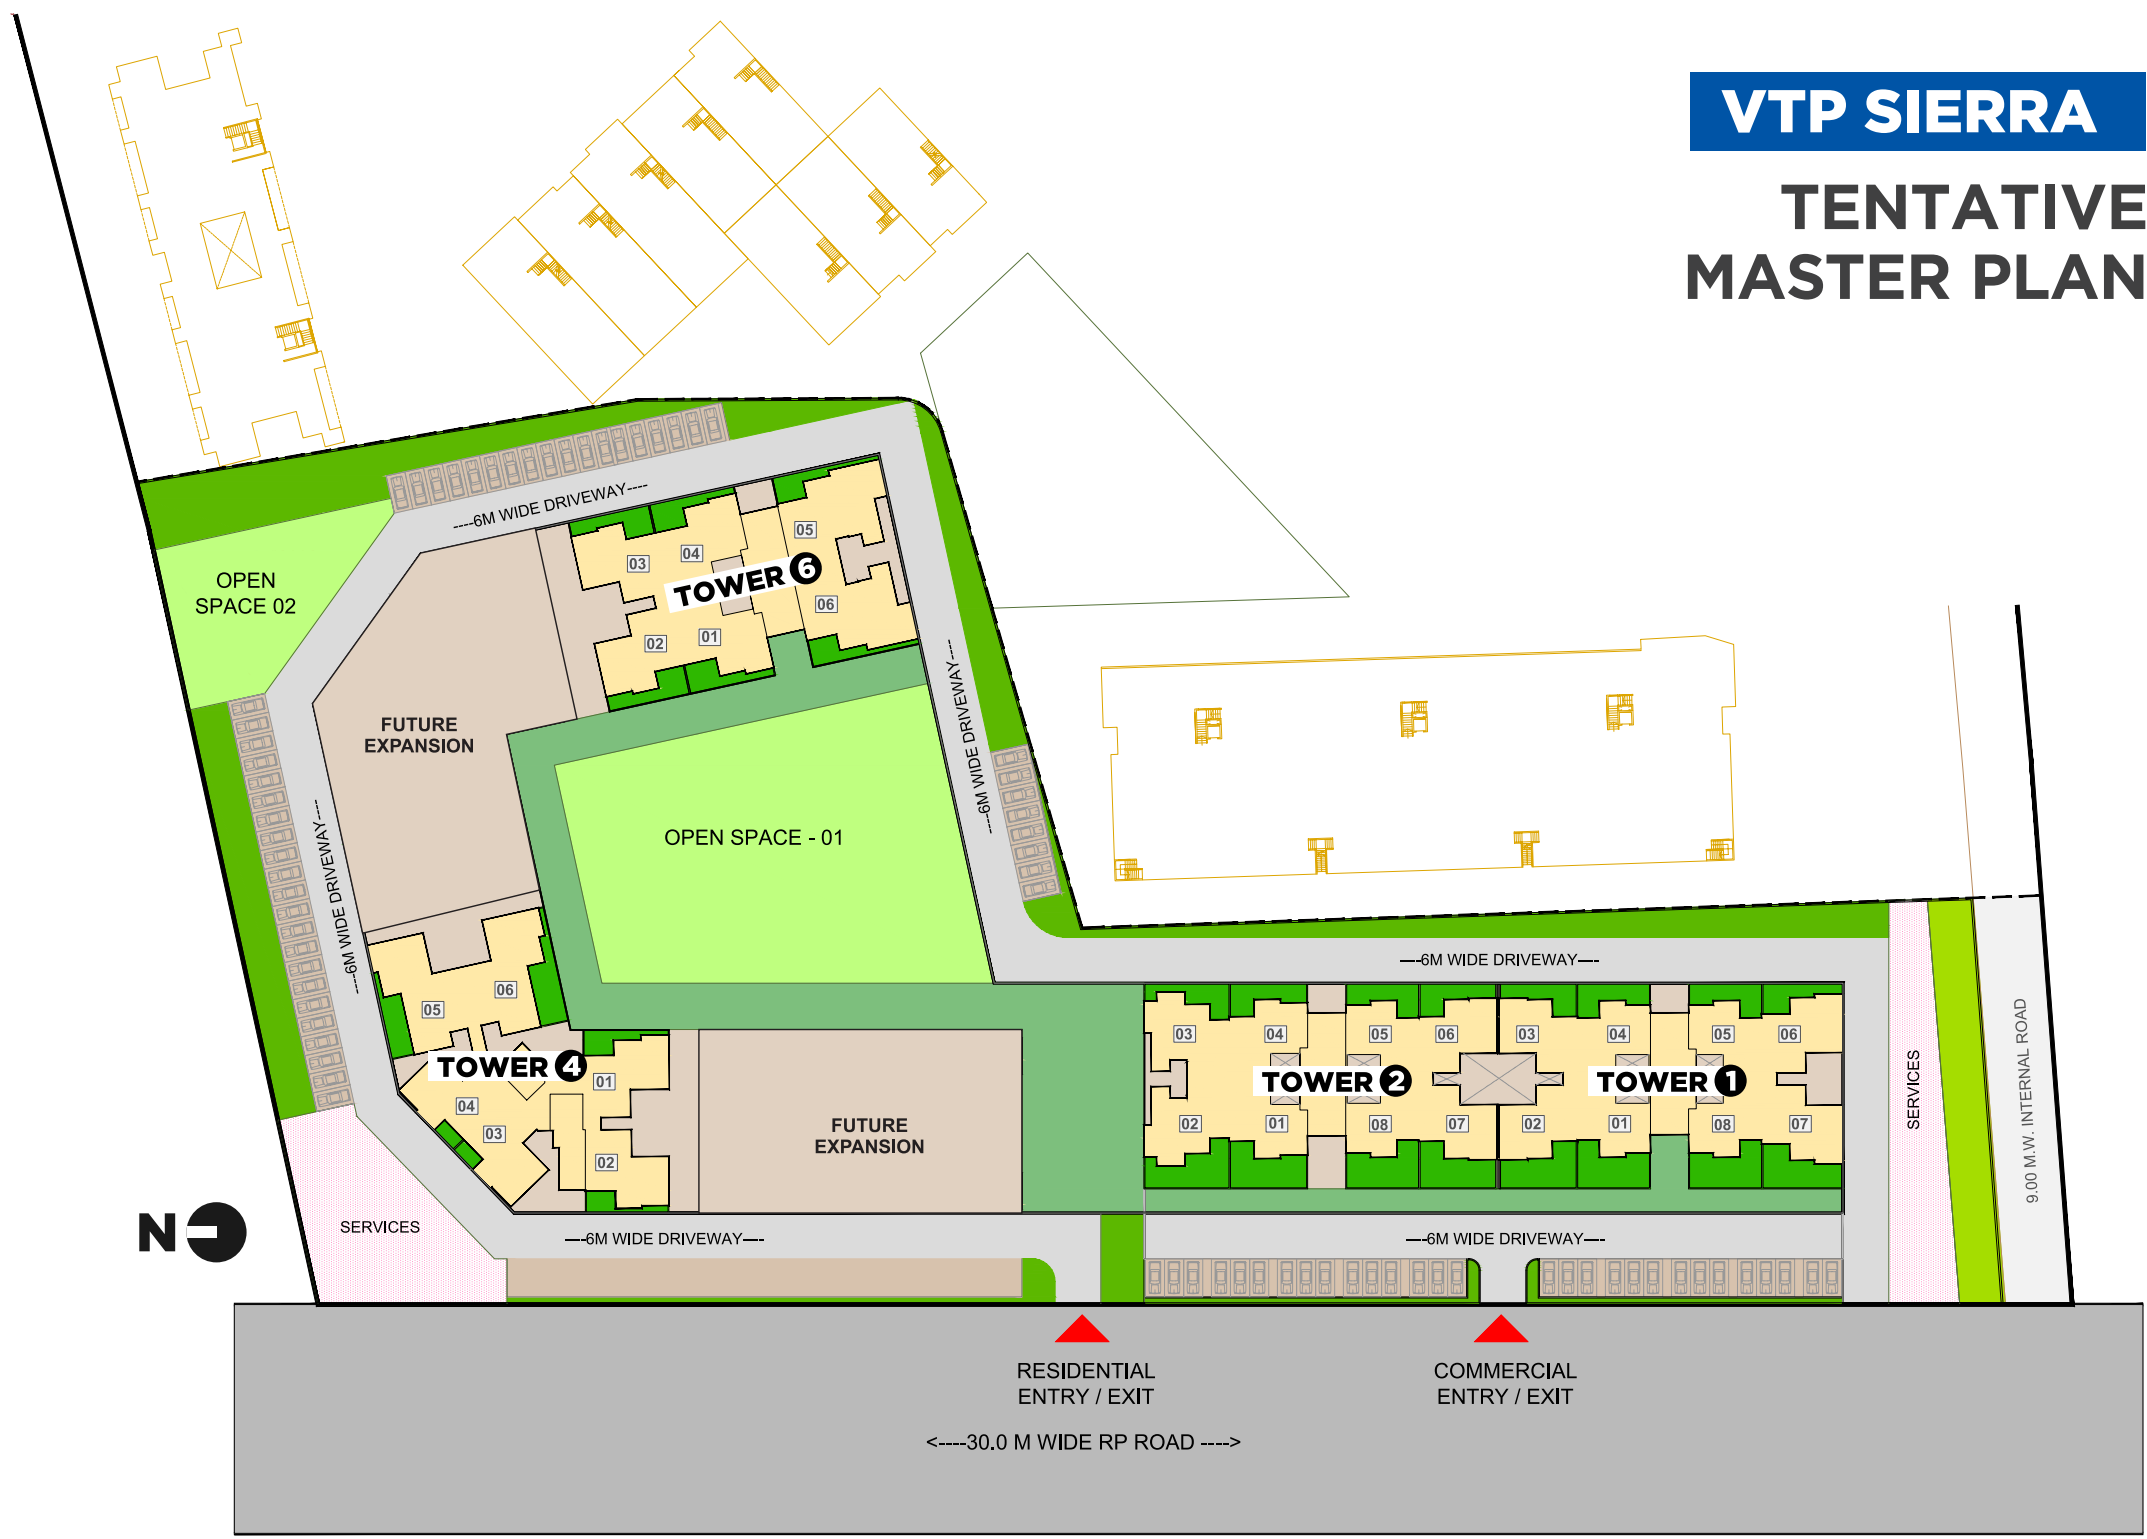 VTP SIERRA
TENTATIVE
MASTER PLAN
----6M WIDE DRIVEWAY----
OPEN
SPACE 02
03
04
05
TOWER 6
02
01
06
FUTURE
EXPANSION
----6M WIDE DRIVEWAY----
OPEN SPACE - 01
----6M WIDE DRIVEWAY----
05
06
TOWER 4
01
04
03
02
FUTURE
EXPANSION
----6M WIDE DRIVEWAY----
03
04
05
06
03
04
05
06
TOWER 2
TOWER 1
02
01
08
07
02
01
08
07
SERVICES
9.00 M.W. INTERNAL ROAD
N
SERVICES
----6M WIDE DRIVEWAY----
----6M WIDE DRIVEWAY----
RESIDENTIAL
ENTRY / EXIT
COMMERCIAL
ENTRY / EXIT
<----30.0 M WIDE RP ROAD ---->